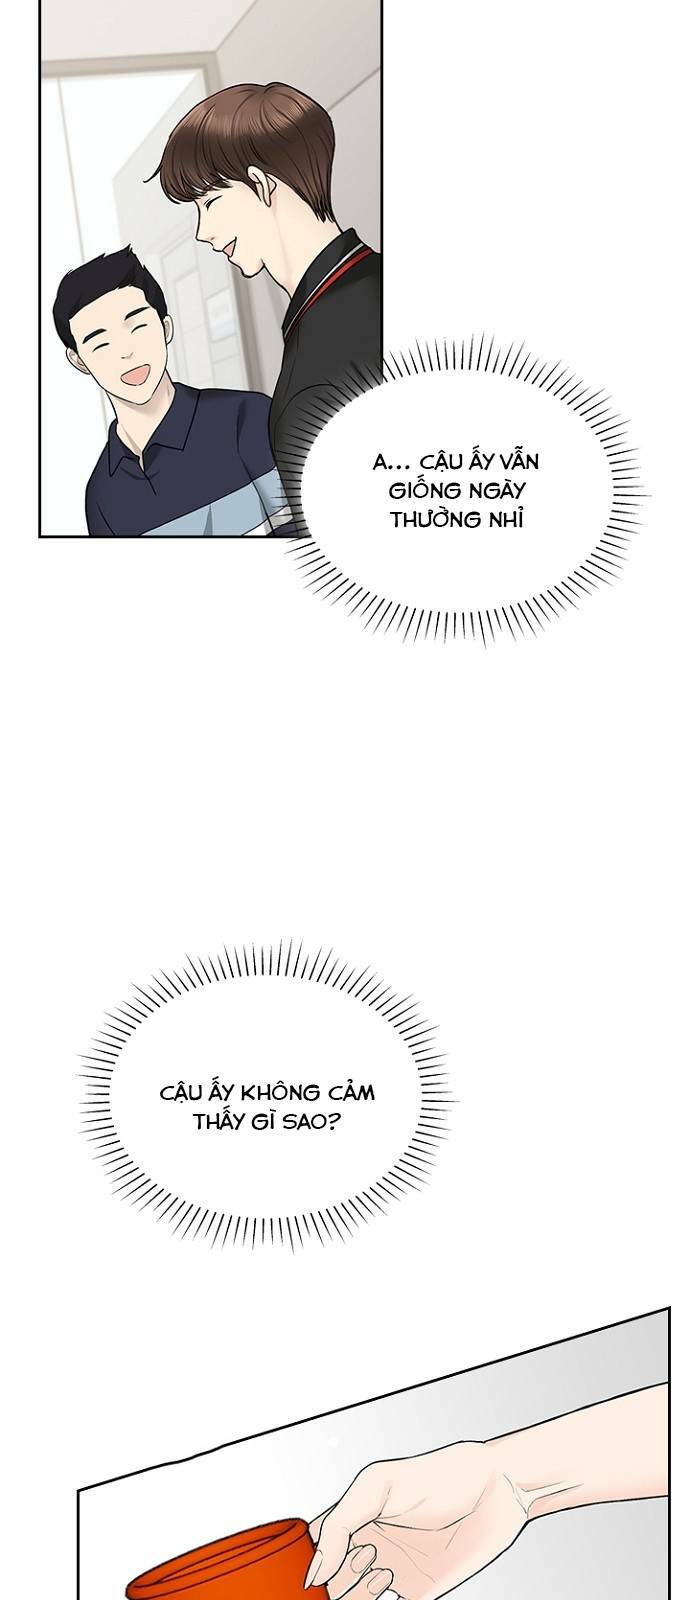 A... CẬU ẤY VẪN
GIỐNG NGÀY
THƯỜNG NHỈ
CẬU ẤY KHÔNG CẢM
THẤY GÌ SAO?